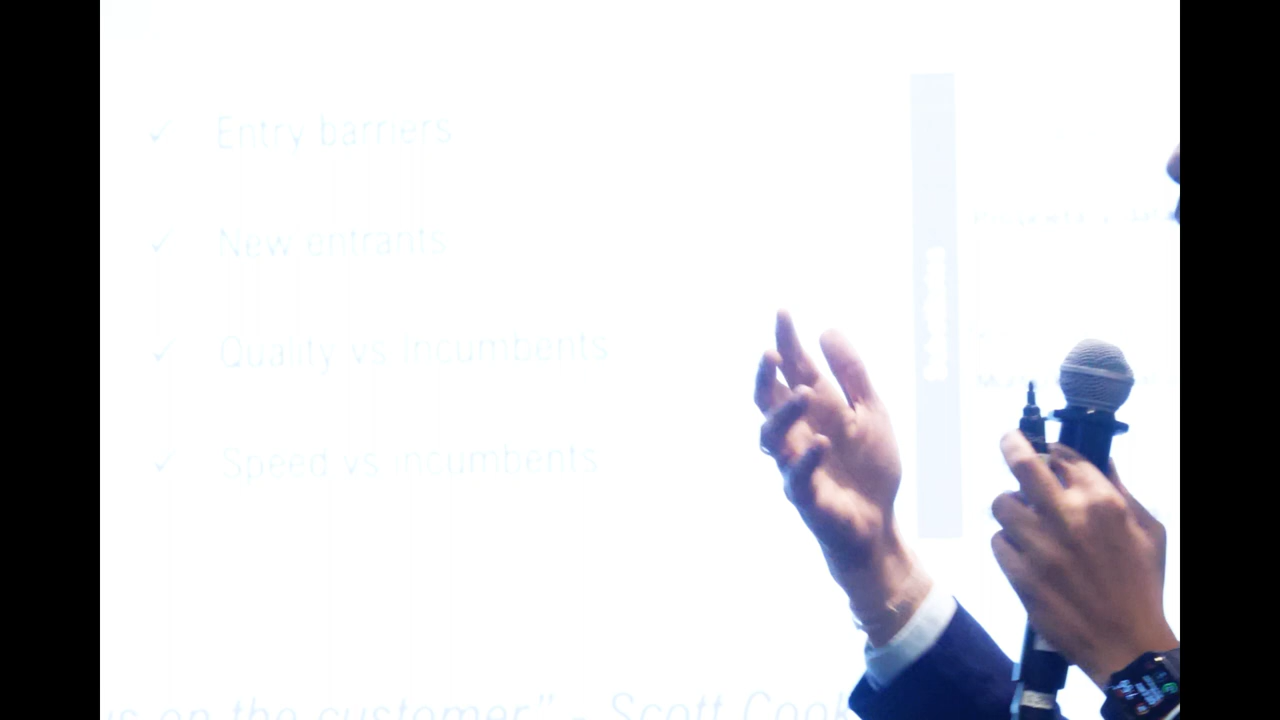 ✓ Entry barriers
✓ New entrants
✓ Quality vs incumbents
✓ Speed vs incumbents
on the customer" - Scott Cook